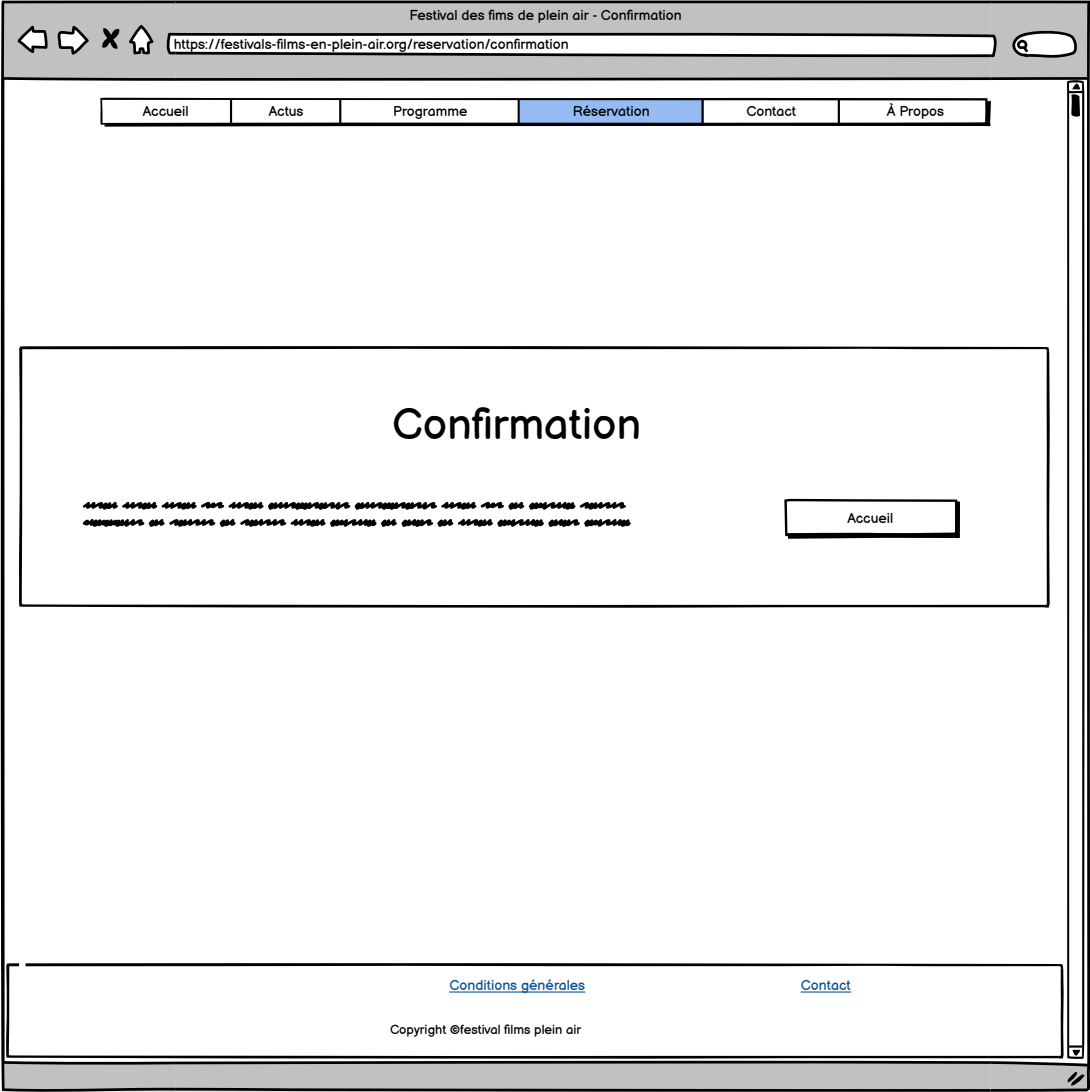 Festival des fims de plein air - Confirmation
https://festivals-films-en-plein-air.org/reservation/confirmation
Accueil Actus Programme Réservation Contact À Propos
Confirmation
Accueil
Conditions générales Contact
Copyright ©festival films plein air